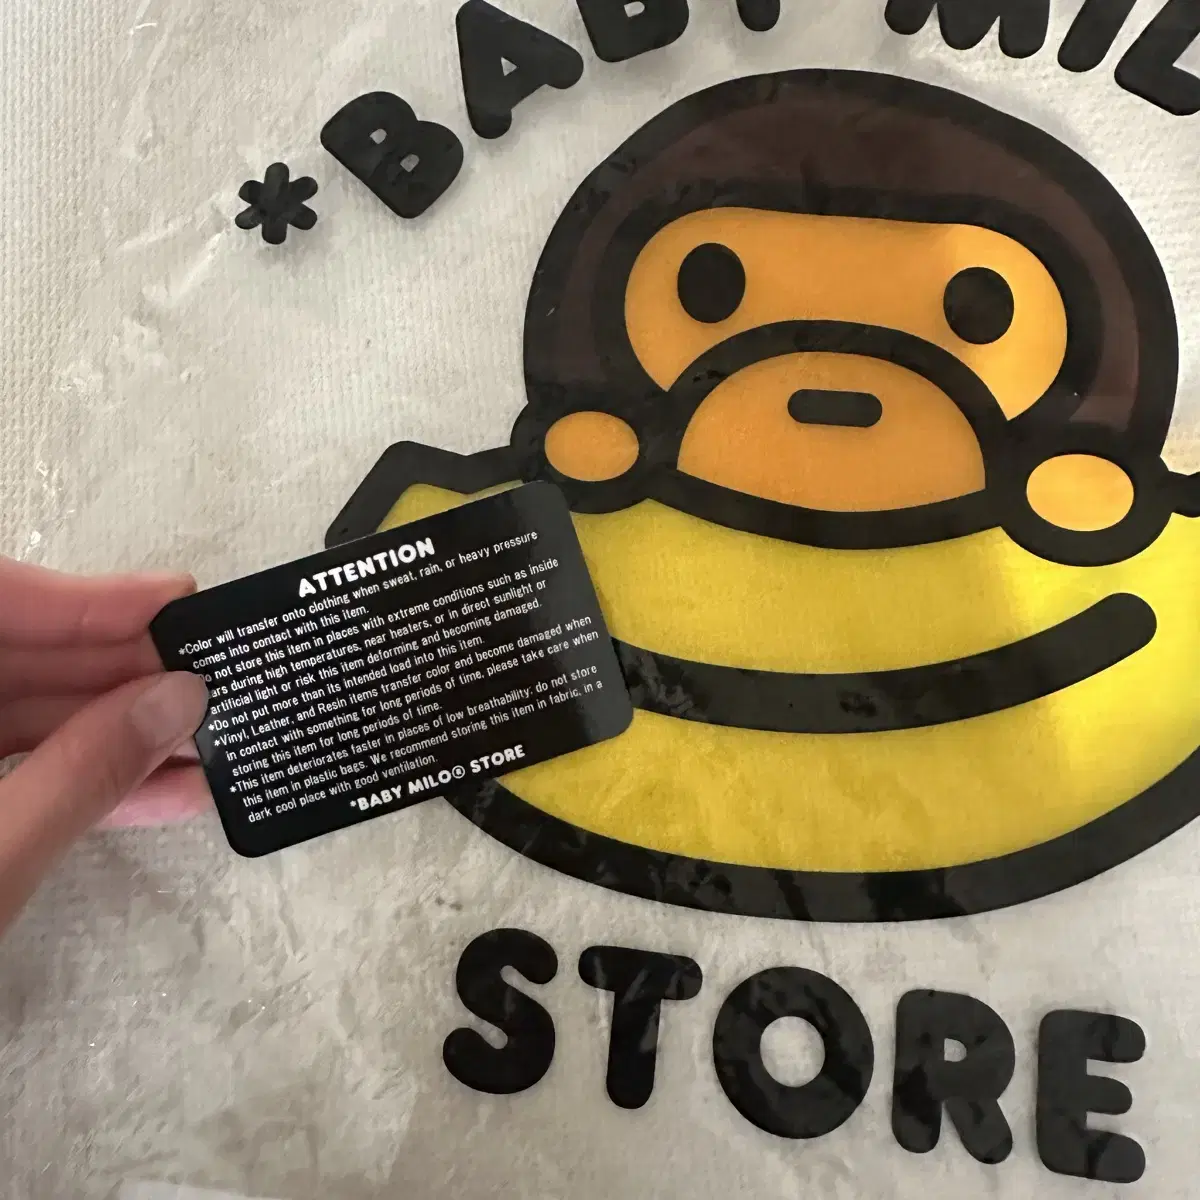 *BABY MIL
ATTENTION
*Color will transfer onto clothing when sweat, rain, or heavy pressure
comes into contact with this item.
Do not store this item in places with extreme conditions such as inside
ars during high temperatures, near heaters, or in direct sunlight or
artificial light or risk this item deforming and becoming damaged.
*Do not put more than its intended load into this item.
*Vinyl, Leather, and Resin items transfer color and become damaged when
in contact with something for long periods of time, please take care when
storing this item for long periods of time.
*This item deteriorates faster in places of low breathability; do not store
this item in plastic bags. We recommend storing this item in fabric, in a
dark cool place with good ventilation.
*BABY MILO® STORE
STORE